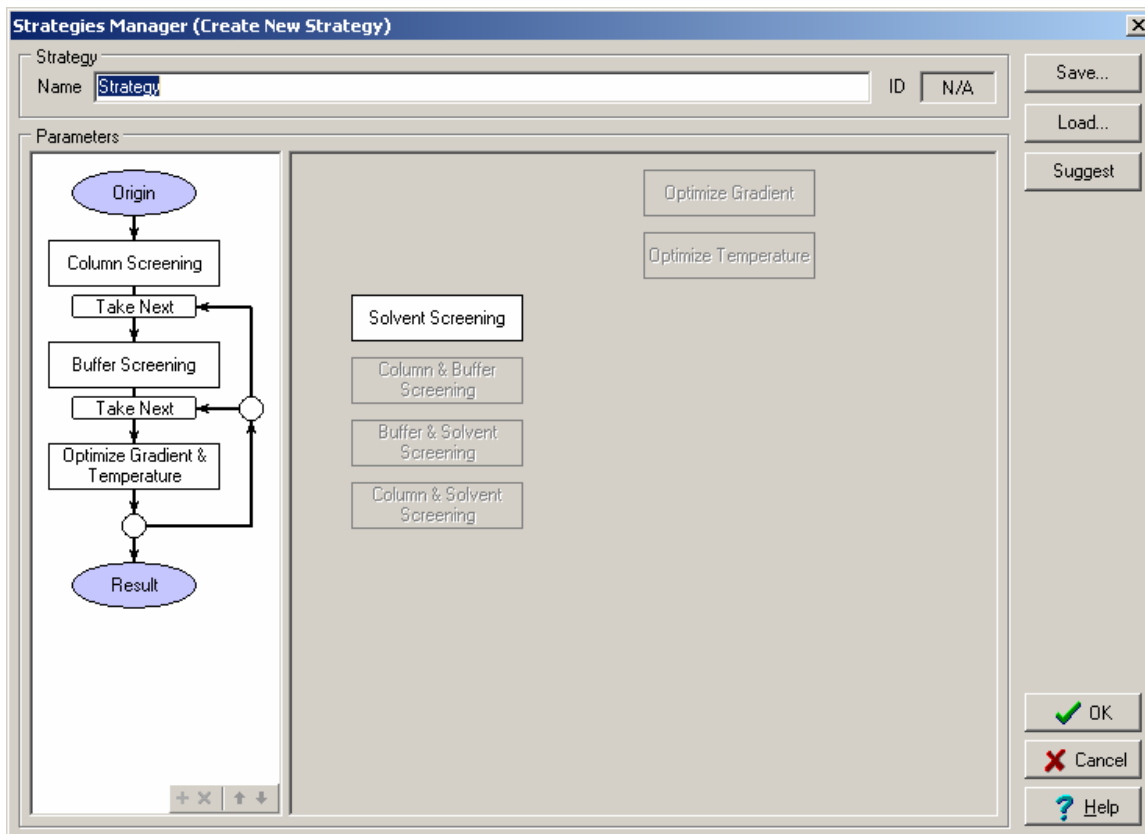 Strategies Manager (Create New Strategy)
Strategy
Name Strategy ID N/A
Save...
Load...
Suggest
Parameters
Origin
Column Screening
Take Next
Buffer Screening
Take Next
Optimize Gradient &
Temperature
Result
Optimize Gradient
Optimize Temperature
Solvent Screening
Column & Buffer
Screening
Buffer & Solvent
Screening
Column & Solvent
Screening
OK
Cancel
Help